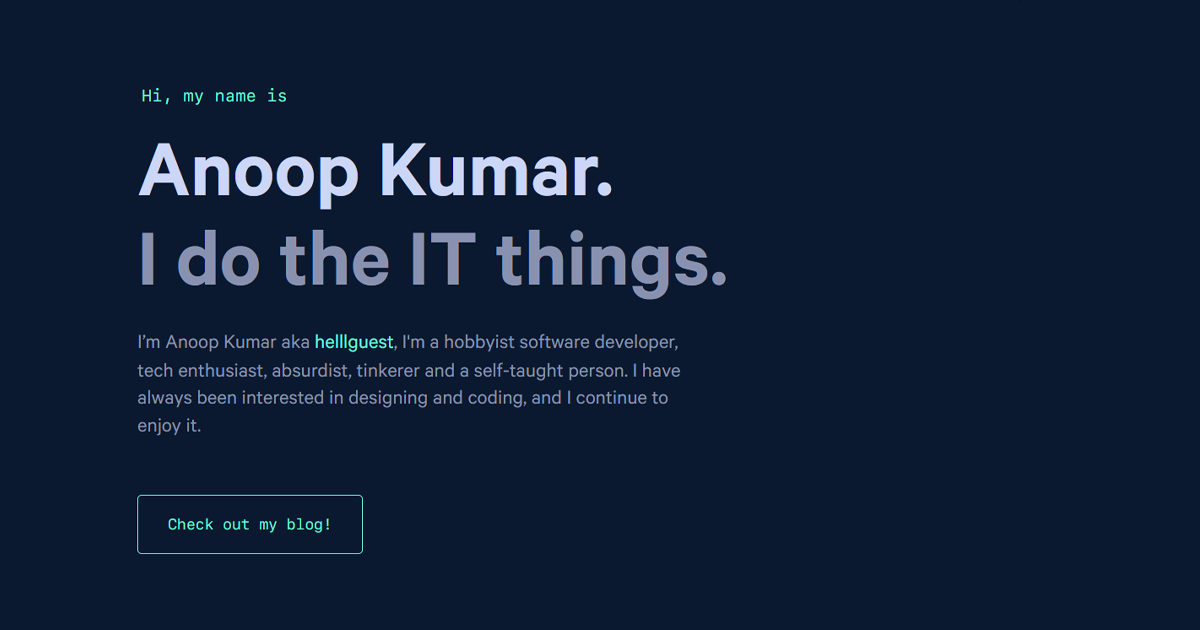 Hi, my name is
Anoop Kumar.
I do the IT things.
I’m Anoop Kumar aka helllguest, I'm a hobbyist software developer,
tech enthusiast, absurdist, tinkerer and a self-taught person. I have
always been interested in designing and coding, and I continue to
enjoy it.
Check out my blog!